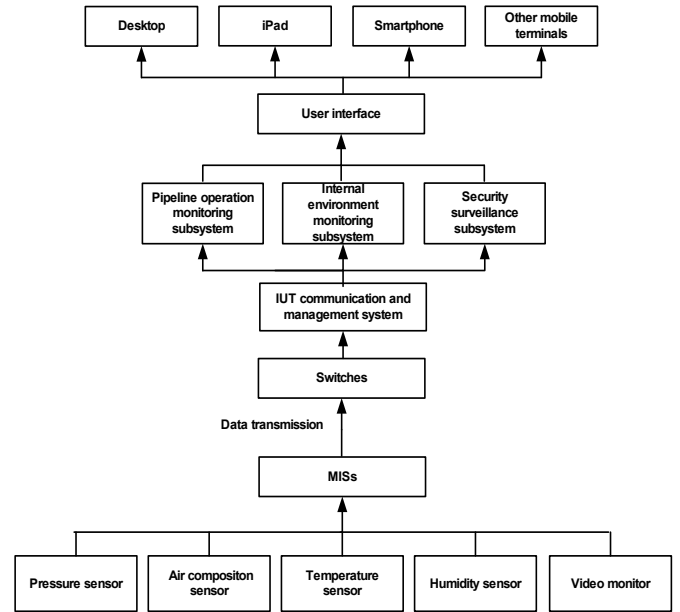 Desktop
iPad
Smartphone
Other mobile
terminals
User interface
Pipeline operation
monitoring
subsystem
Internal
environment
monitoring
subsystem
Security
surveillance
subsystem
IUT communication and
management system
Switches
Data transmission
MISs
Pressure sensor
Air compositon
sensor
Temperature
sensor
Humidity sensor
Video monitor